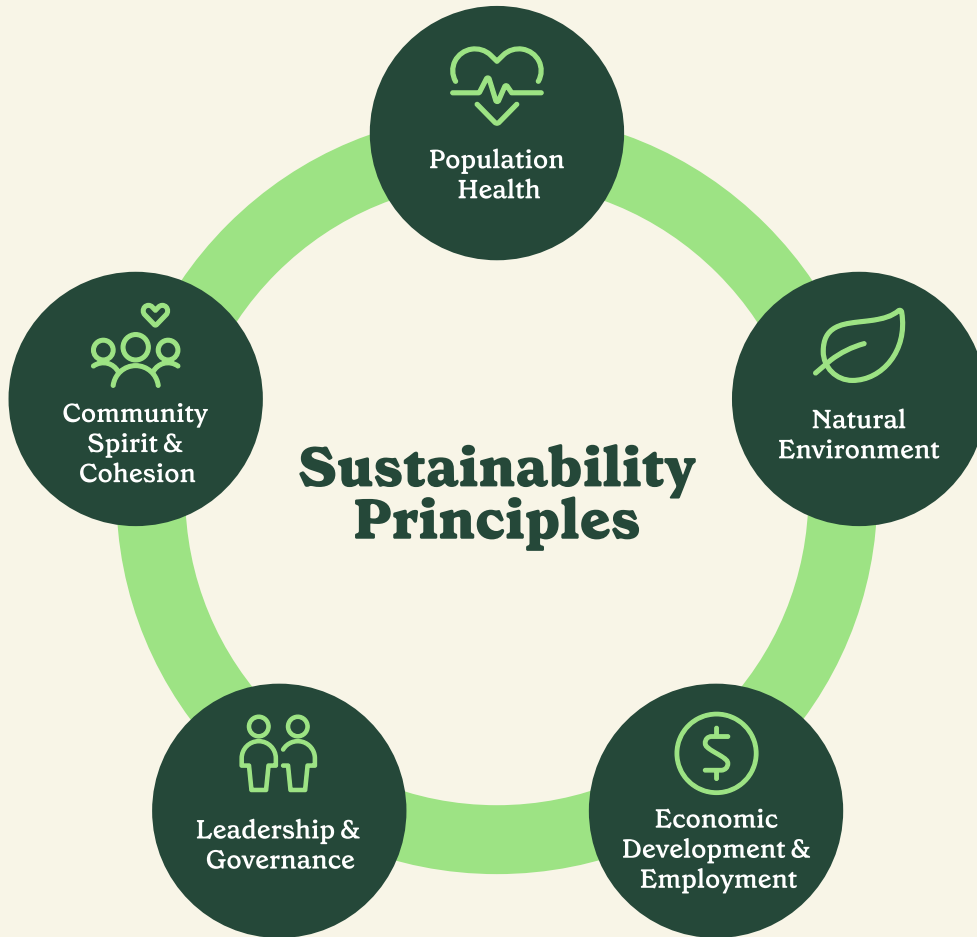 Population
Health
Community
Spirit &
Cohesion
Natural
Environment
Sustainability
Principles
Leadership &
Governance
Economic
Development &
Employment